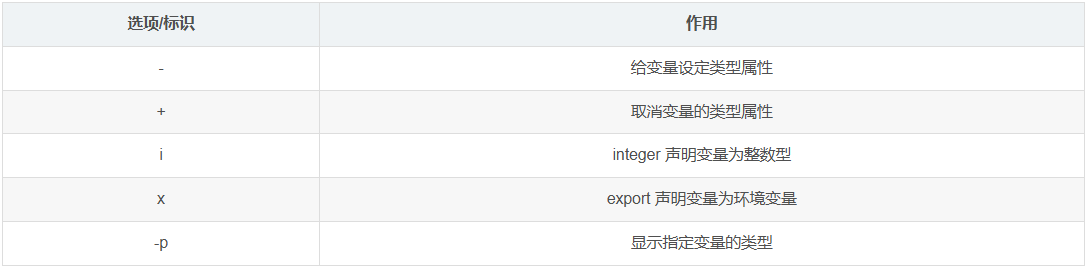 选项/标识 作用
- 给变量设定类型属性
+ 取消变量的类型属性
i integer 声明变量为整数型
x export 声明变量为环境变量
-p 显示指定变量的类型